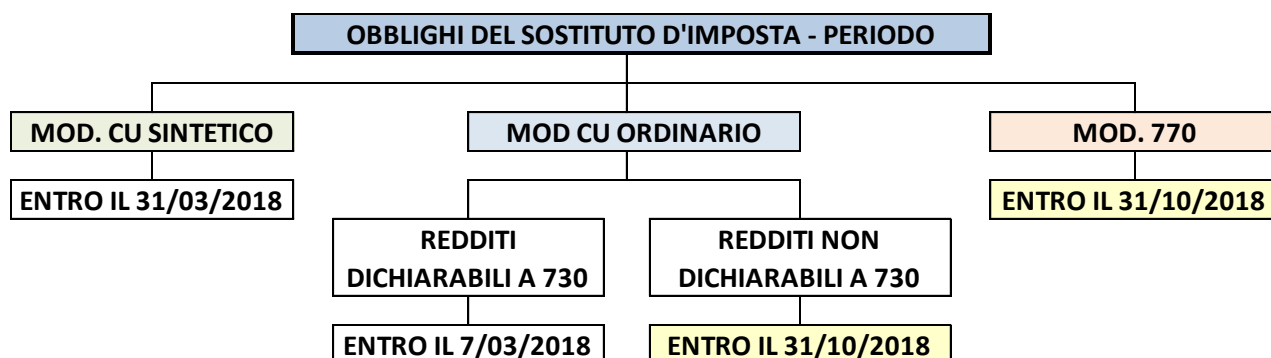 OBBLIGHI DEL SOSTITUTO D'IMPOSTA - PERIODO
MOD. CU SINTETICO
MOD CU ORDINARIO
MOD. 770
ENTRO IL 31/03/2018
ENTRO IL 31/10/2018
REDDITI
DICHIARABILI A 730
REDDITI NON
DICHIARABILI A 730
ENTRO IL 7/03/2018
ENTRO IL 31/10/2018